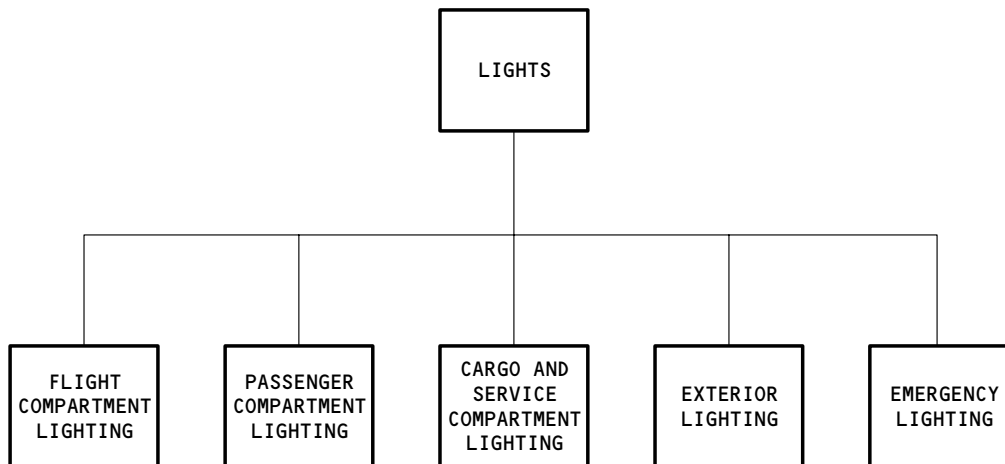 LIGHTS
FLIGHT
COMPARTMENT
LIGHTING
PASSENGER
COMPARTMENT
LIGHTING
CARGO AND
SERVICE
COMPARTMENT
LIGHTING
EXTERIOR
LIGHTING
EMERGENCY
LIGHTING